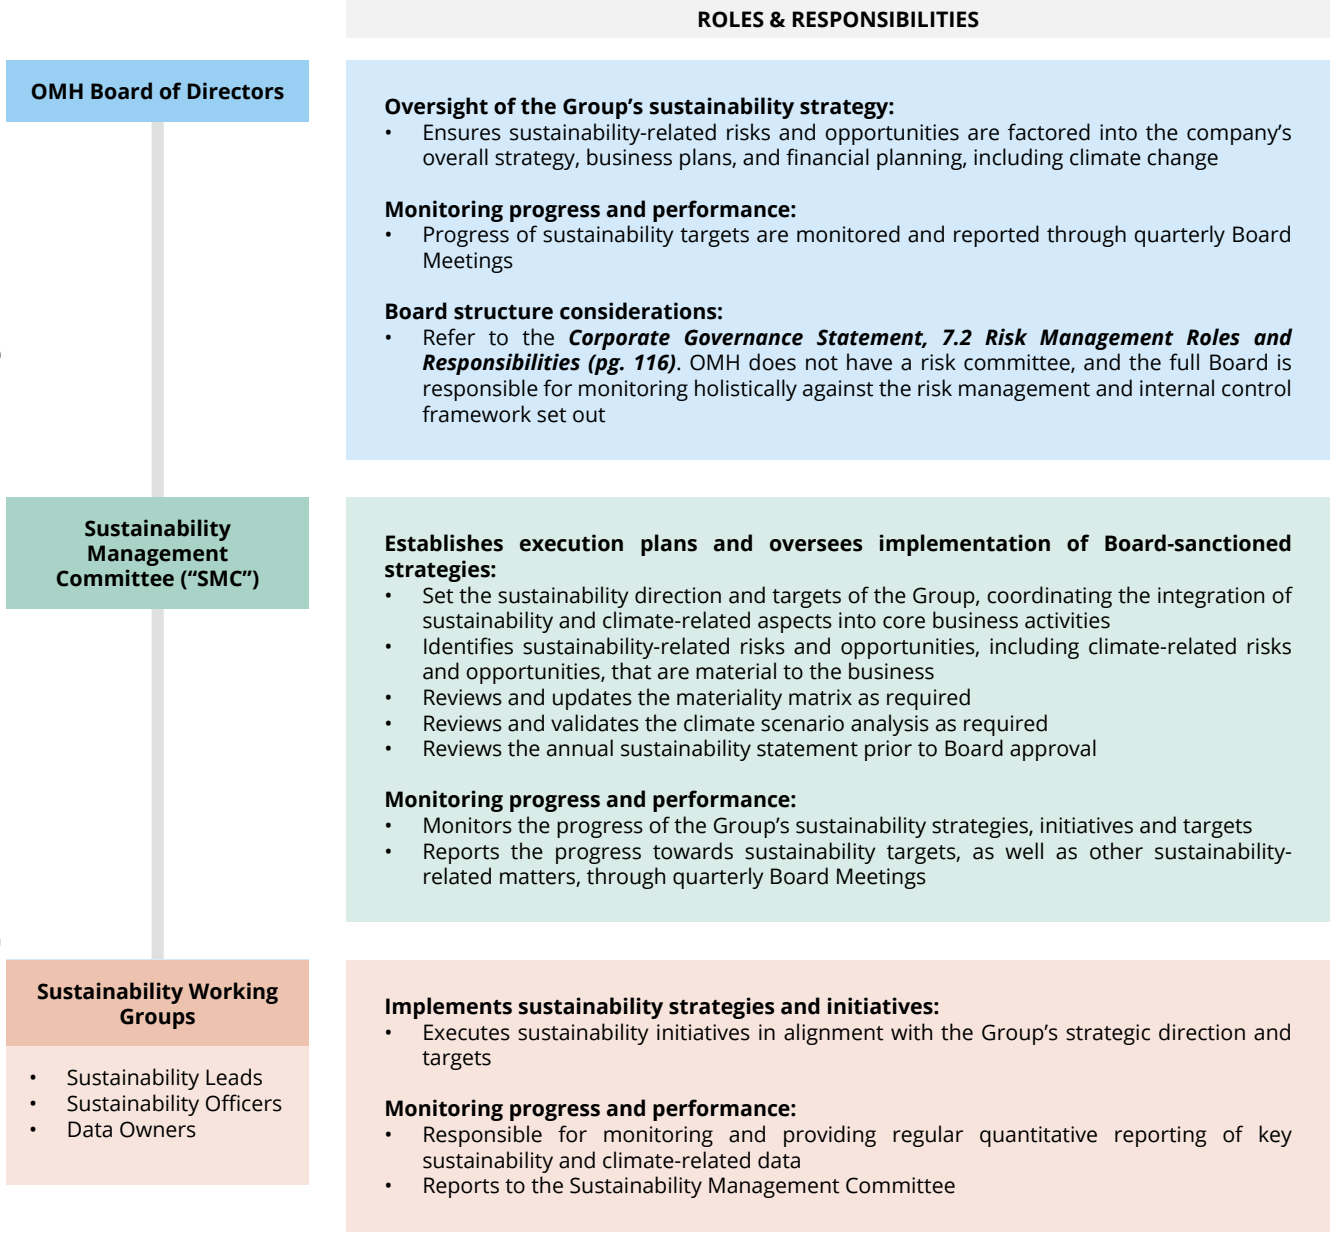 ROLES & RESPONSIBILITIES
OMH Board of Directors
Oversight of the Group’s sustainability strategy:
• Ensures sustainability-related risks and opportunities are factored into the company’s
overall strategy, business plans, and financial planning, including climate change
Monitoring progress and performance:
• Progress of sustainability targets are monitored and reported through quarterly Board
Meetings
Board structure considerations:
• Refer to the Corporate Governance Statement, 7.2 Risk Management Roles and
Responsibilities (pg. 116). OMH does not have a risk committee, and the full Board is
responsible for monitoring holistically against the risk management and internal control
framework set out
Sustainability
Management
Committee (“SMC”)
Establishes execution plans and oversees implementation of Board-sanctioned
strategies:
• Set the sustainability direction and targets of the Group, coordinating the integration of
sustainability and climate-related aspects into core business activities
• Identifies sustainability-related risks and opportunities, including climate-related risks
and opportunities, that are material to the business
• Reviews and updates the materiality matrix as required
• Reviews and validates the climate scenario analysis as required
• Reviews the annual sustainability statement prior to Board approval
Monitoring progress and performance:
• Monitors the progress of the Group’s sustainability strategies, initiatives and targets
• Reports the progress towards sustainability targets, as well as other sustainability-
related matters, through quarterly Board Meetings
Sustainability Working
Groups
• Sustainability Leads
• Sustainability Officers
• Data Owners
Implements sustainability strategies and initiatives:
• Executes sustainability initiatives in alignment with the Group’s strategic direction and
targets
Monitoring progress and performance:
• Responsible for monitoring and providing regular quantitative reporting of key
sustainability and climate-related data
• Reports to the Sustainability Management Committee